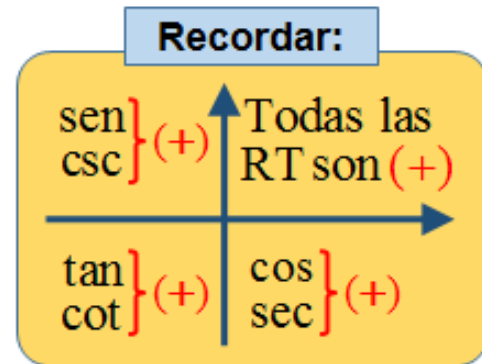 Recordar:
sen
csc } (+)
Todas las
RT son (+)
tan
cot } (+)
cos
sec } (+)